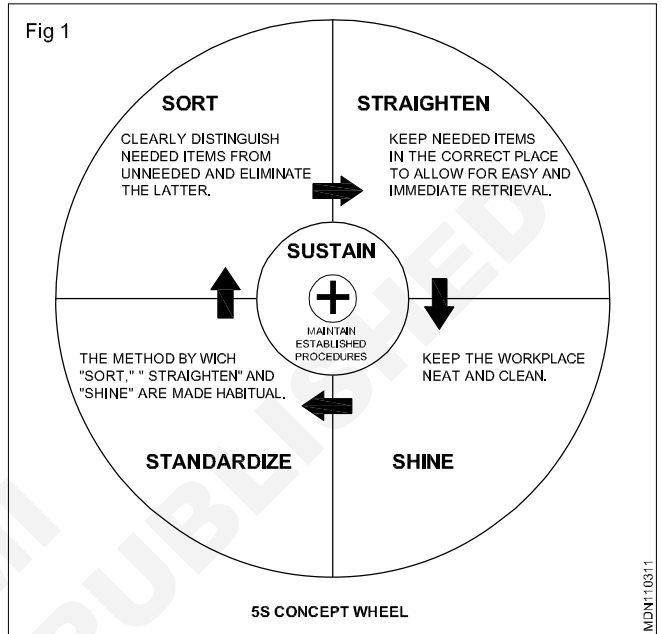 Fig 1
SORT
CLEARLY DISTINGUISH
NEEDED ITEMS FROM
UNNEEDED AND ELIMINATE
THE LATTER.
STRAIGHTEN
KEEP NEEDED ITEMS
IN THE CORRECT PLACE
TO ALLOW FOR EASY AND
IMMEDIATE RETRIEVAL.
SUSTAIN
MAINTAIN
ESTABLISHED
PROCEDURES
THE METHOD BY WICH
"SORT," " STRAIGHTEN" AND
"SHINE" ARE MADE HABITUAL.
STANDARDIZE
KEEP THE WORKPLACE
NEAT AND CLEAN.
SHINE
5S CONCEPT WHEEL
MDN110311
PUBLISHED